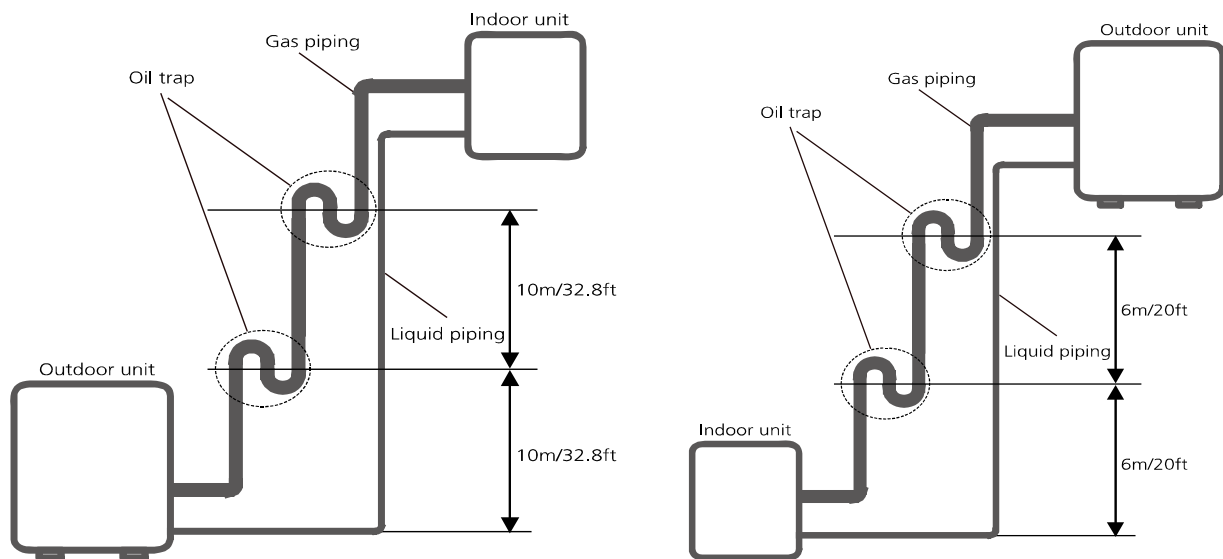 Indoor unit
Gas piping
Oil trap
10m/32.8ft
Liquid piping
Outdoor unit
10m/32.8ft
Outdoor unit
Gas piping
Oil trap
6m/20ft
Liquid piping
Indoor unit
6m/20ft